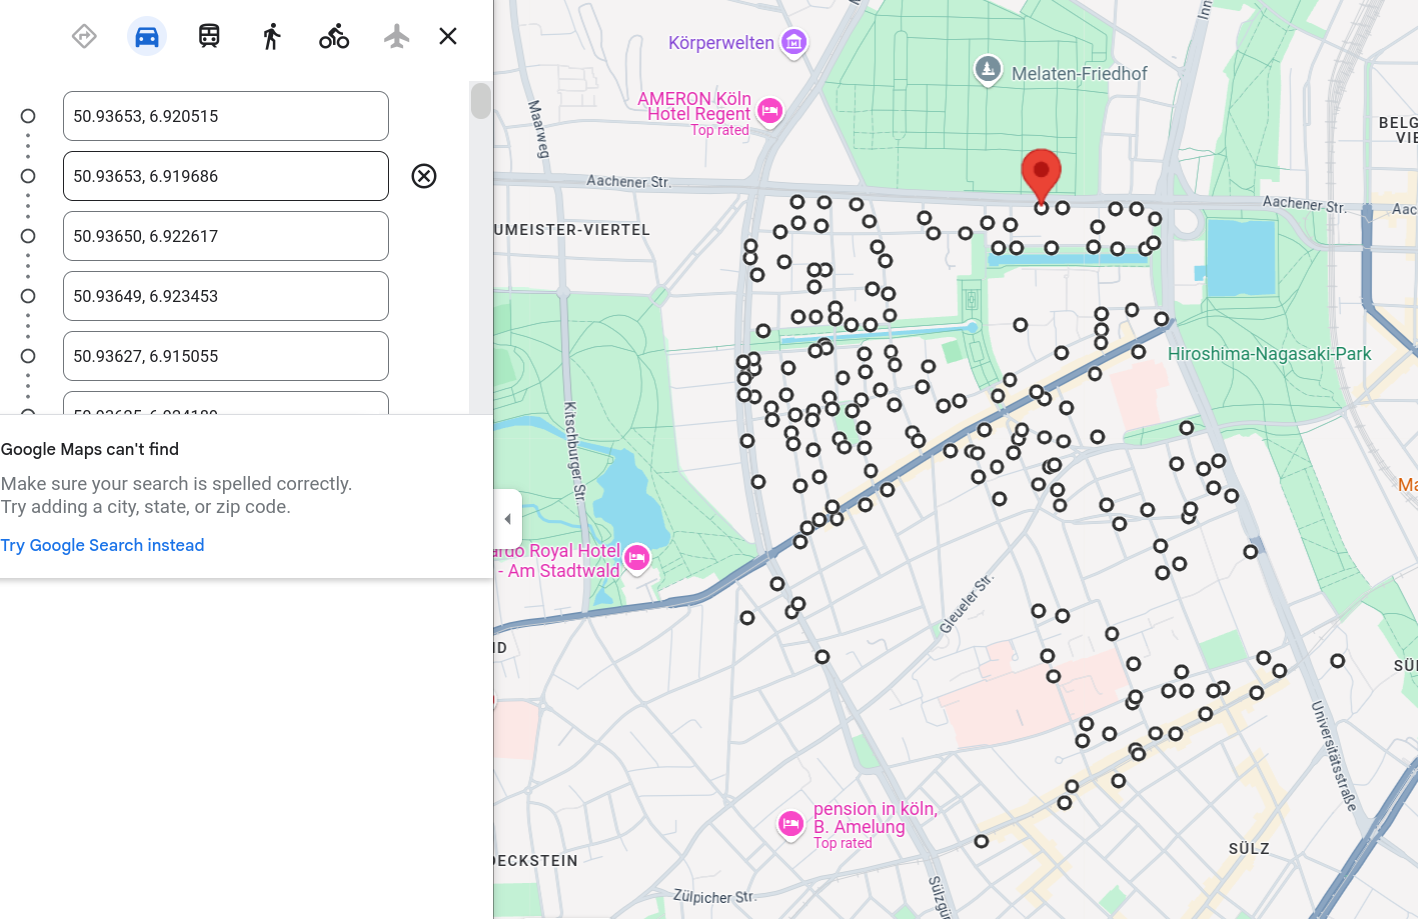 50.93653, 6.920515
50.93653, 6.919686
50.93650, 6.922617
50.93649, 6.923453
50.93627, 6.915055
Google Maps can't find
Make sure your search is spelled correctly.
Try adding a city, state, or zip code.
Try Google Search instead
Körperwelten
Melaten-Friedhof
AMERON Köln
Hotel Regent
Top rated
Maarweg
Inn
BELG
VIE
Aachener Str.
Aachener Str.
Aac
UMEISTER-VIERTEL
Hiroshima-Nagasaki-Park
Kitschburger Str.
Ma
ardo Royal Hotel
- Am Stadtwald
Gleueler Str.
ID
SÜL
Universitätsstraße
pension in köln,
B. Amelung
Top rated
SÜLZ
DECKSTEIN
Zülpicher Str.
Sülzgür